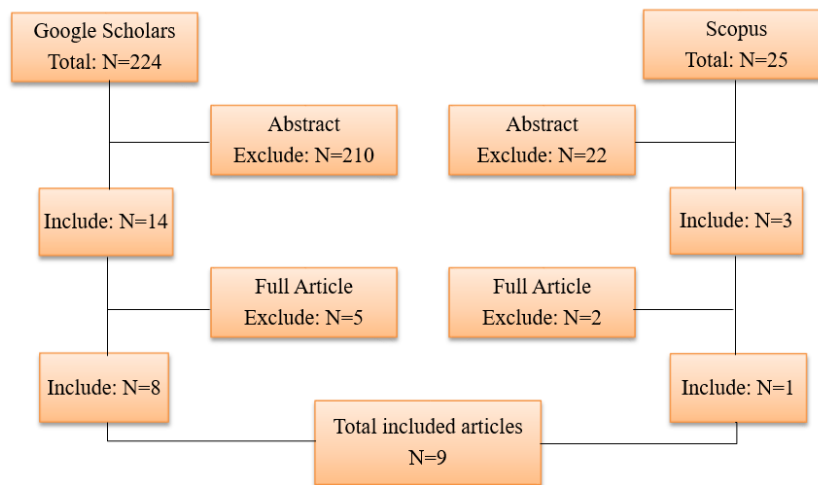 Google Scholars
Total: N=224
Scopus
Total: N=25
Abstract
Exclude: N=210
Abstract
Exclude: N=22
Include: N=14
Include: N=3
Full Article
Exclude: N=5
Full Article
Exclude: N=2
Include: N=8
Include: N=1
Total included articles
N=9